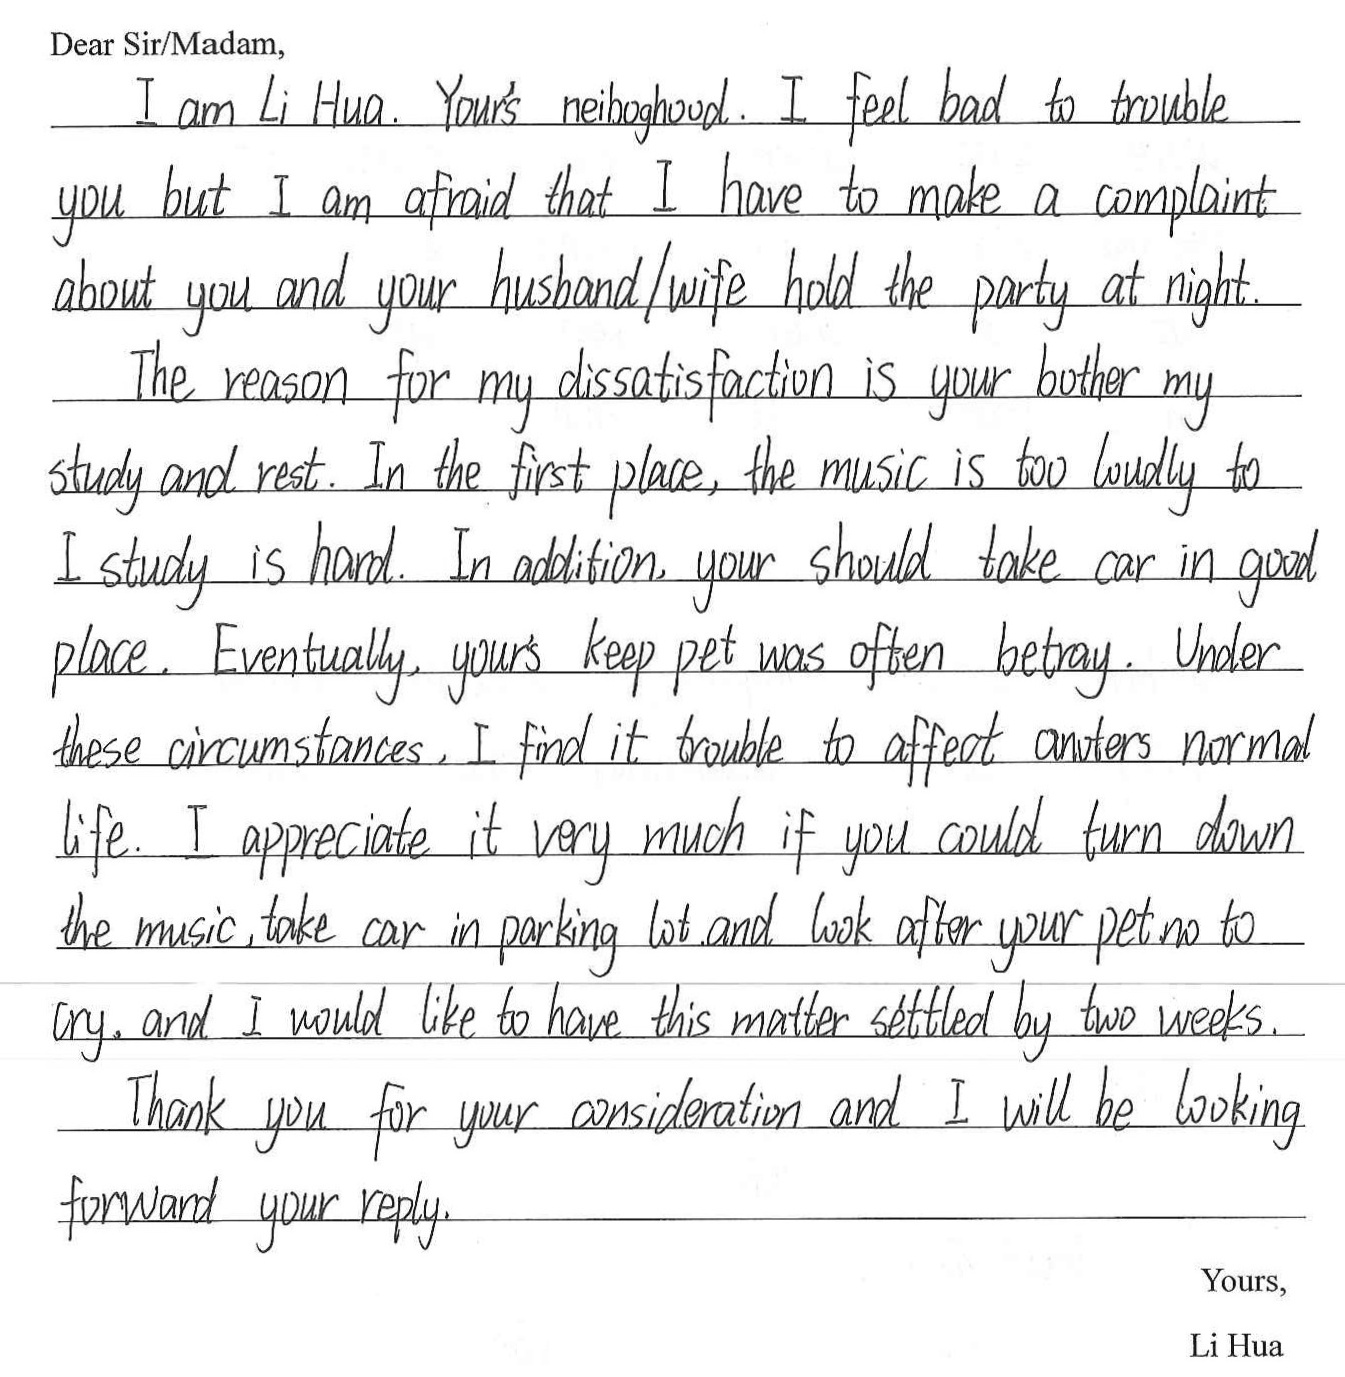 Dear Sir/Madam,
I am Li Hua. Your's neiboghood. I feel bad to trouble
you but I am afraid that I have to make a complaint
about you and your husband/wife hold the party at night.
The reason for my dissatisfaction is your bother my
study and rest. In the first place, the music is too loudly to
I study is hard. In addition, your should take car in good
place. Eventually, your's keep pet was often betray. Under
these circumstances, I find it trouble to affect anoters normal
life. I appreciate it very much if you could turn down
the music, take car in parking lot and look after your pet no to
cry. and I would like to have this matter settled by two weeks.
Thank you for your consideration and I will be looking
forward your reply.
Yours,
Li Hua